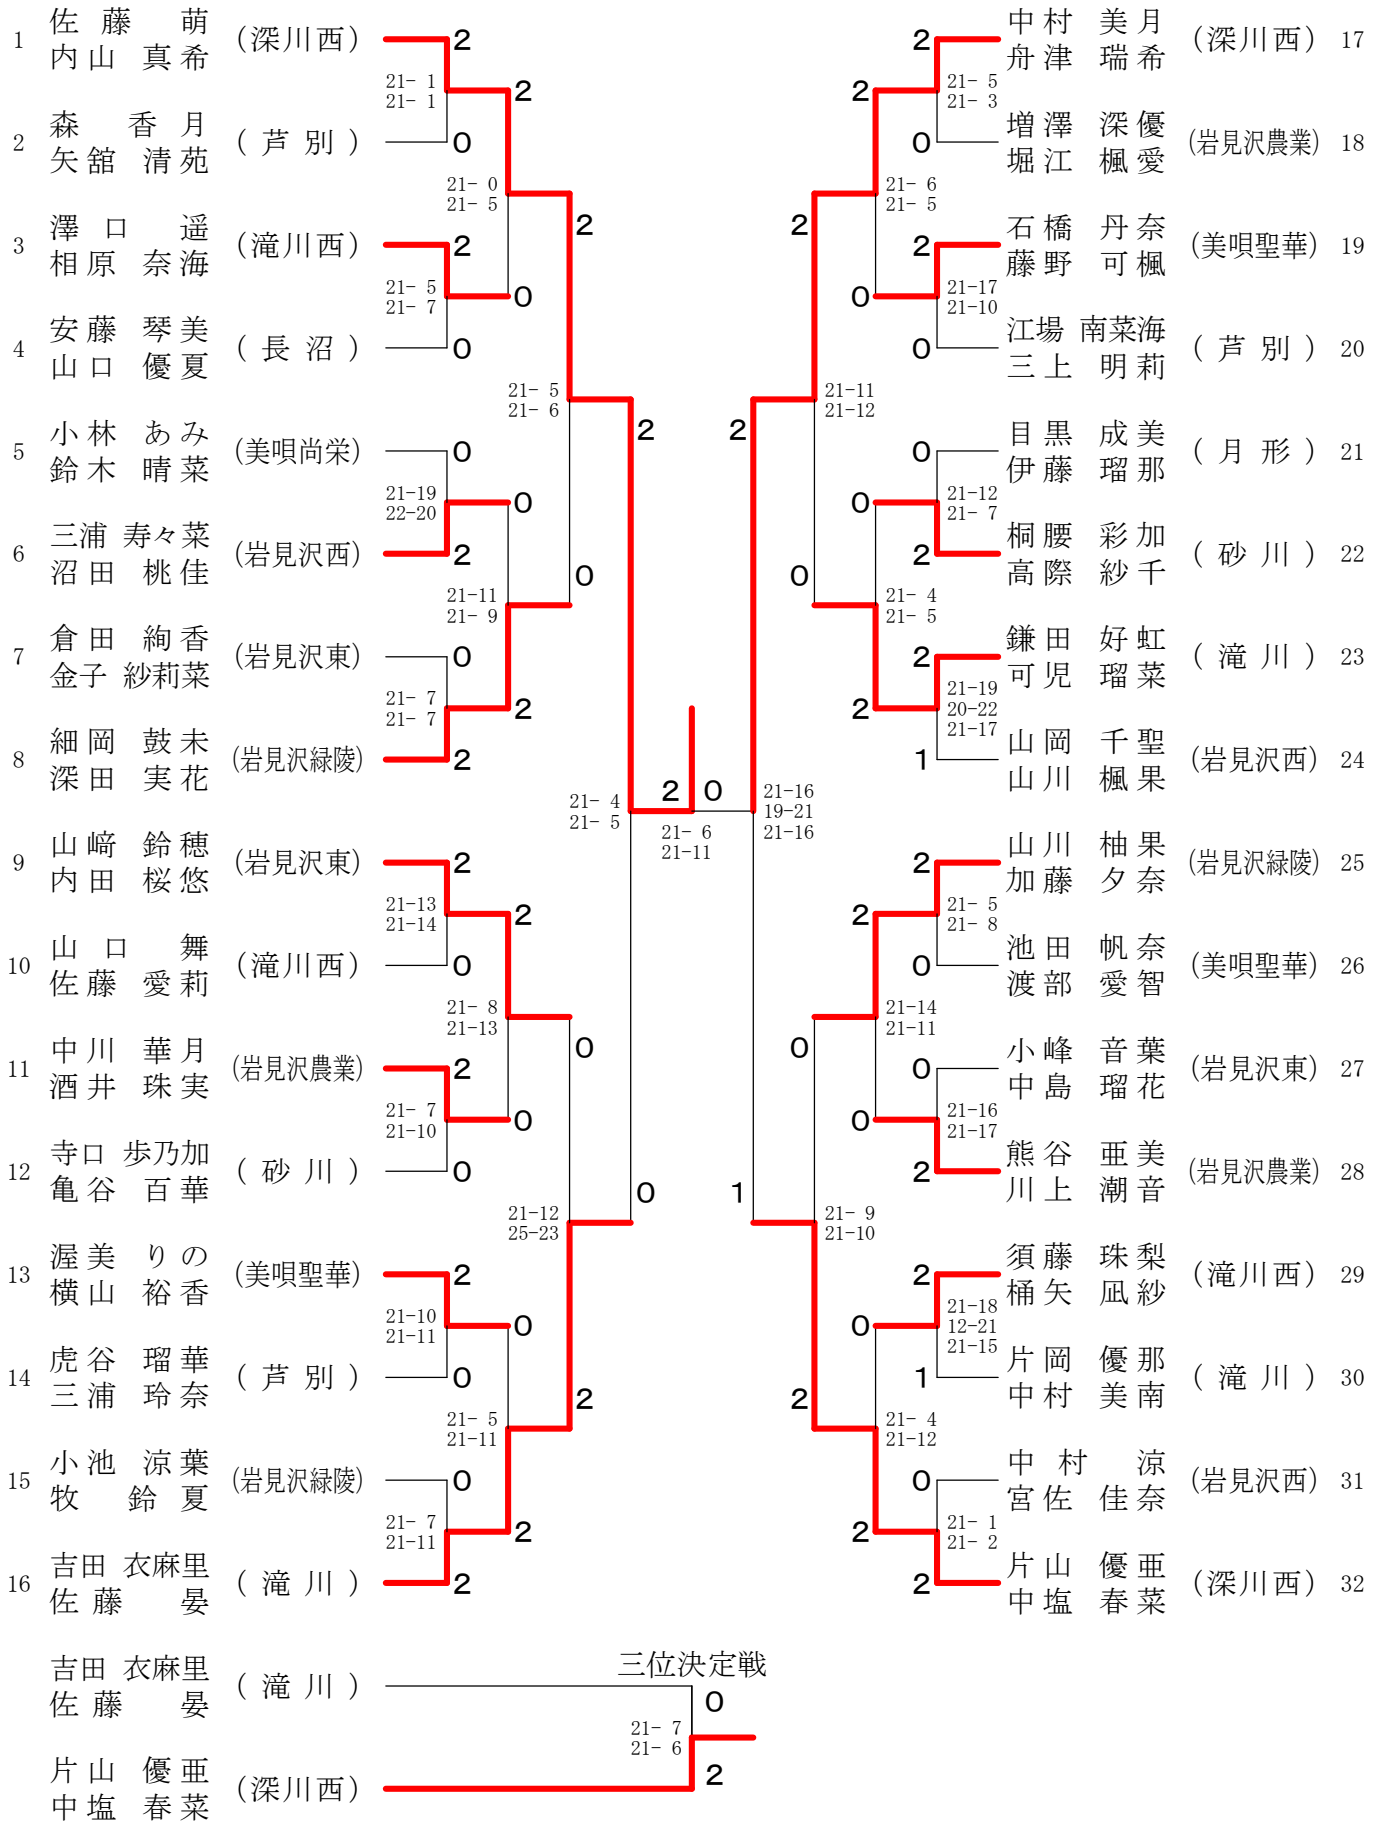 1 佐藤 萌
内山 真希
(深川西) 2
21- 1
21- 1
2
2 森 香月
矢舘 清苑
(芦別) 0
21- 0
21- 5
2
3 澤口 遥
相原 奈海
(滝川西) 2
21- 5
21- 7
0
4 安藤 琴美
山口 優夏
(長沼) 0
21- 5
21- 6
2
5 小林 あみ
鈴木 晴菜
(美唄尚栄) 0
21-19
22-20
0
6 三浦 寿々菜
沼田 桃佳
(岩見沢西) 2
21-11
21- 9
0
7 倉田 絢香
金子 紗莉菜
(岩見沢東) 0
21- 7
21- 7
2
8 細岡 鼓未
深田 実花
(岩見沢緑陵) 2
21- 4
21- 5
9 山﨑 鈴穂
内田 桜悠
(岩見沢東) 2
21-13
21-14
2
10 山口 舞
佐藤 愛莉
(滝川西) 0
21- 8
21-13
0
11 中川 華月
酒井 珠実
(岩見沢農業) 2
21- 7
21-10
0
12 寺口 歩乃加
亀谷 百華
(砂川) 0
21-12
25-23
0
13 渥美 りの
横山 裕香
(美唄聖華) 2
21-10
21-11
0
14 虎谷 瑠華
三浦 玲奈
(芦別) 0
21- 5
21-11
2
15 小池 涼葉
牧 鈴夏
(岩見沢緑陵) 0
21- 7
21-11
2
16 吉田 衣麻里
佐藤 晏
(滝川) 2
2 0
21- 6
21-11
中村 美月
舟津 瑞希
(深川西) 17
2
21- 5
21- 3
2
増澤 深優
堀江 楓愛
(岩見沢農業) 18
0
21- 6
21- 5
2
石橋 丹奈
藤野 可楓
(美唄聖華) 19
2
21-17
21-10
0
江場 南菜海
三上 明莉
(芦別) 20
0
21-11
21-12
2
目黒 成美
伊藤 瑠那
(月形) 21
0
21-12
21- 7
0
桐腰 彩加
高際 紗千
(砂川) 22
2
21- 4
21- 5
0
鎌田 好虹
可児 瑠菜
(滝川) 23
2
21-19
20-22
21-17
2
山岡 千聖
山川 楓果
(岩見沢西) 24
1
21-16
19-21
21-16
山川 柚果
加藤 夕奈
(岩見沢緑陵) 25
2
21- 5
21- 8
2
池田 帆奈
渡部 愛智
(美唄聖華) 26
0
21-14
21-11
0
小峰 音葉
中島 瑠花
(岩見沢東) 27
0
21-16
21-17
0
熊谷 亜美
川上 潮音
(岩見沢農業) 28
2
21- 9
21-10
1
須藤 珠梨
桶矢 凪紗
(滝川西) 29
2
21-18
12-21
21-15
0
片岡 優那
中村 美南
(滝川) 30
1
21- 4
21-12
2
中村 涼
宮佐 佳奈
(岩見沢西) 31
0
21- 1
21- 2
2
片山 優亜
中塩 春菜
(深川西) 32
2
三位決定戦
吉田 衣麻里
佐藤 晏
(滝川) 0
21- 7
21- 6
片山 優亜
中塩 春菜
(深川西) 2